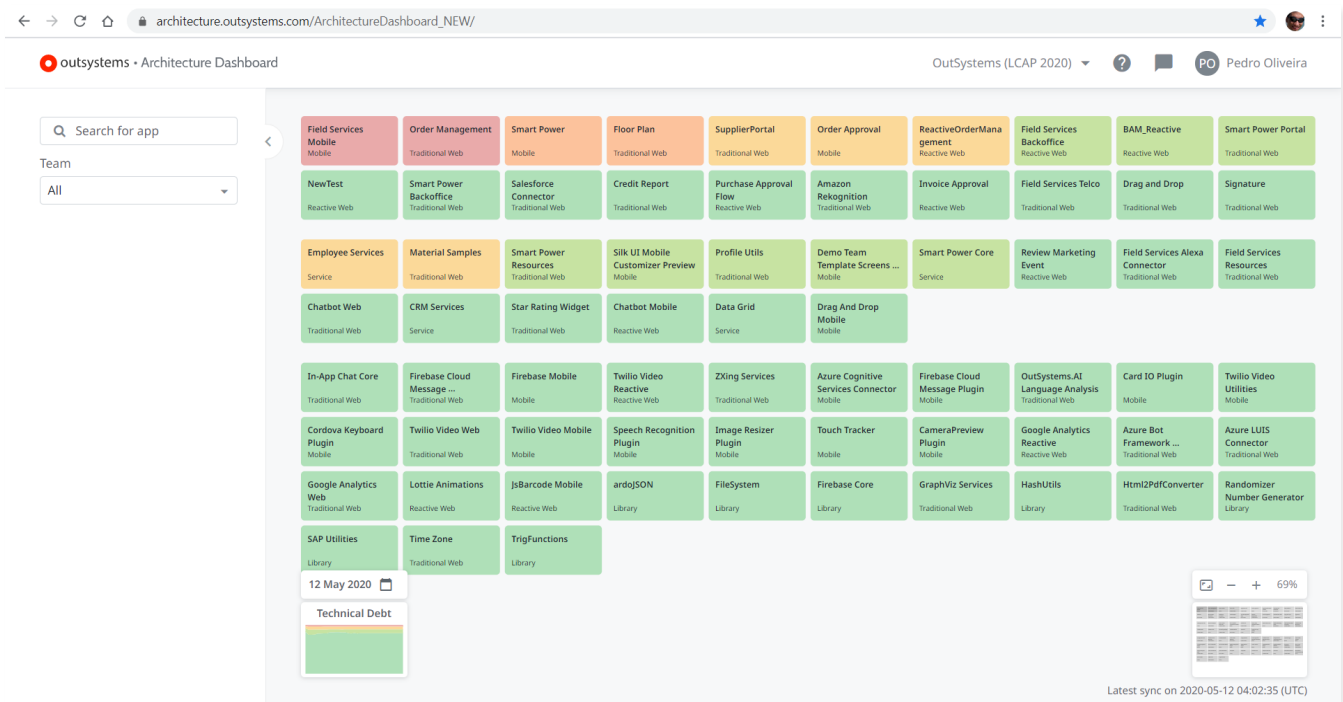 architecture.outsystems.com/ArchitectureDashboard_NEW/
outsystems • Architecture Dashboard
OutSystems (LCAP 2020)
?
PO
Pedro Oliveira
Search for app
Team
All
Field Services
Mobile
Mobile
Order Management
Traditional Web
Smart Power
Mobile
Floor Plan
Traditional Web
SupplierPortal
Traditional Web
Order Approval
Mobile
ReactiveOrderMana
gement
Reactive Web
Field Services
Backoffice
Reactive Web
BAM_Reactive
Reactive Web
Smart Power Portal
Traditional Web
NewTest
Reactive Web
Smart Power
Backoffice
Traditional Web
Salesforce
Connector
Traditional Web
Credit Report
Traditional Web
Purchase Approval
Flow
Reactive Web
Amazon
Rekognition
Traditional Web
Invoice Approval
Reactive Web
Field Services Telco
Traditional Web
Drag and Drop
Traditional Web
Signature
Traditional Web
Employee Services
Service
Material Samples
Traditional Web
Smart Power
Resources
Traditional Web
Silk UI Mobile
Customizer Preview
Mobile
Profile Utils
Traditional Web
Demo Team
Template Screens ...
Mobile
Smart Power Core
Service
Review Marketing
Event
Reactive Web
Field Services Alexa
Connector
Traditional Web
Field Services
Resources
Traditional Web
Chatbot Web
Traditional Web
CRM Services
Service
Star Rating Widget
Traditional Web
Chatbot Mobile
Reactive Web
Data Grid
Service
Drag And Drop
Mobile
Mobile
In-App Chat Core
Traditional Web
Firebase Cloud
Message ...
Traditional Web
Firebase Mobile
Mobile
Twilio Video
Reactive
Reactive Web
ZXing Services
Traditional Web
Azure Cognitive
Services Connector
Mobile
Firebase Cloud
Message Plugin
Mobile
OutSystems.AI
Language Analysis
Traditional Web
Card IO Plugin
Mobile
Twilio Video
Utilities
Mobile
Cordova Keyboard
Plugin
Mobile
Twilio Video Web
Traditional Web
Twilio Video Mobile
Mobile
Speech Recognition
Plugin
Mobile
Image Resizer
Plugin
Mobile
Touch Tracker
Mobile
CameraPreview
Plugin
Mobile
Google Analytics
Reactive
Reactive Web
Azure Bot
Framework ...
Traditional Web
Azure LUIS
Connector
Traditional Web
Google Analytics
Web
Traditional Web
Lottie Animations
Reactive Web
JsBarcode Mobile
Reactive Web
ardoJSON
Library
FileSystem
Library
Firebase Core
Library
GraphViz Services
Traditional Web
HashUtils
Library
Html2PdfConverter
Traditional Web
Randomizer
Number Generator
Library
SAP Utilities
Library
Time Zone
Traditional Web
TrigFunctions
Library
12 May 2020
Technical Debt
69%
Latest sync on 2020-05-12 04:02:35 (UTC)